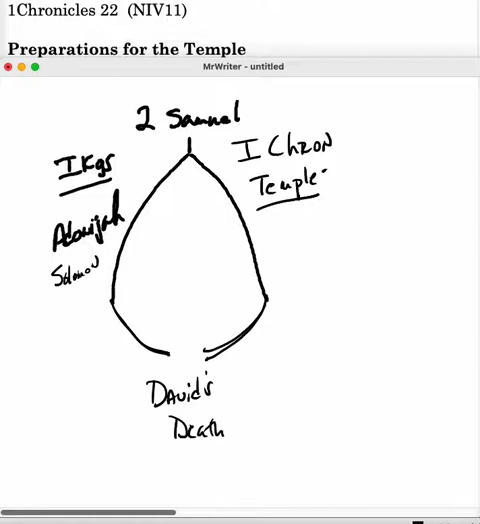 1Chronicles 22 (NIV11)
Preparations for the Temple
MrWriter - untitled
2 Samuel
I Kgs
I Chron
Temple
Adonijah
Solomon
David's
Death